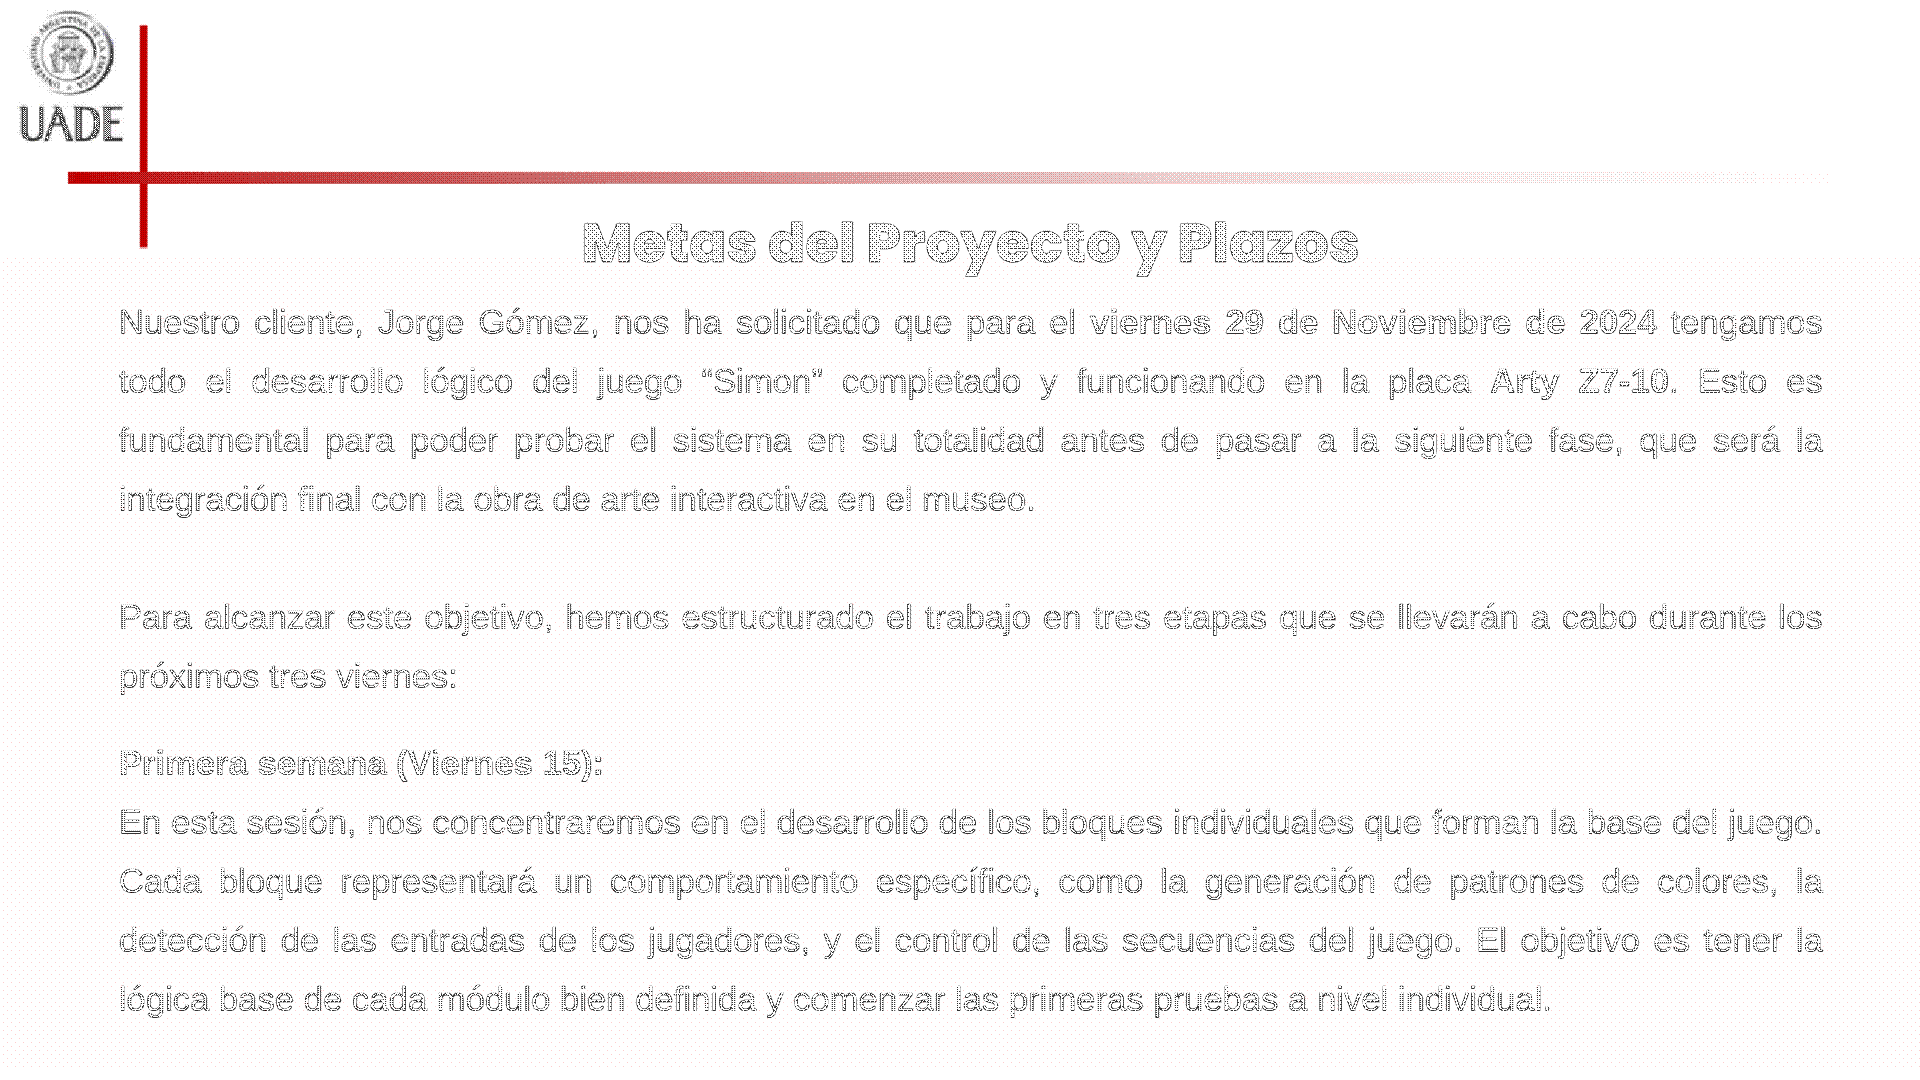 UNIVERSIDAD ARGENTINA DE LA EMPRESA
UADE
Metas del Proyecto y Plazos
Nuestro cliente, Jorge Gómez, nos ha solicitado que para el viernes 29 de Noviembre de 2024 tengamos
todo el desarrollo lógico del juego “Simon” completado y funcionando en la placa Arty Z7-10. Esto es
fundamental para poder probar el sistema en su totalidad antes de pasar a la siguiente fase, que será la
integración final con la obra de arte interactiva en el museo.
Para alcanzar este objetivo, hemos estructurado el trabajo en tres etapas que se llevarán a cabo durante los
próximos tres viernes:
Primera semana (Viernes 15):
En esta sesión, nos concentraremos en el desarrollo de los bloques individuales que forman la base del juego.
Cada bloque representará un comportamiento específico, como la generación de patrones de colores, la
detección de las entradas de los jugadores, y el control de las secuencias del juego. El objetivo es tener la
lógica base de cada módulo bien definida y comenzar las primeras pruebas a nivel individual.